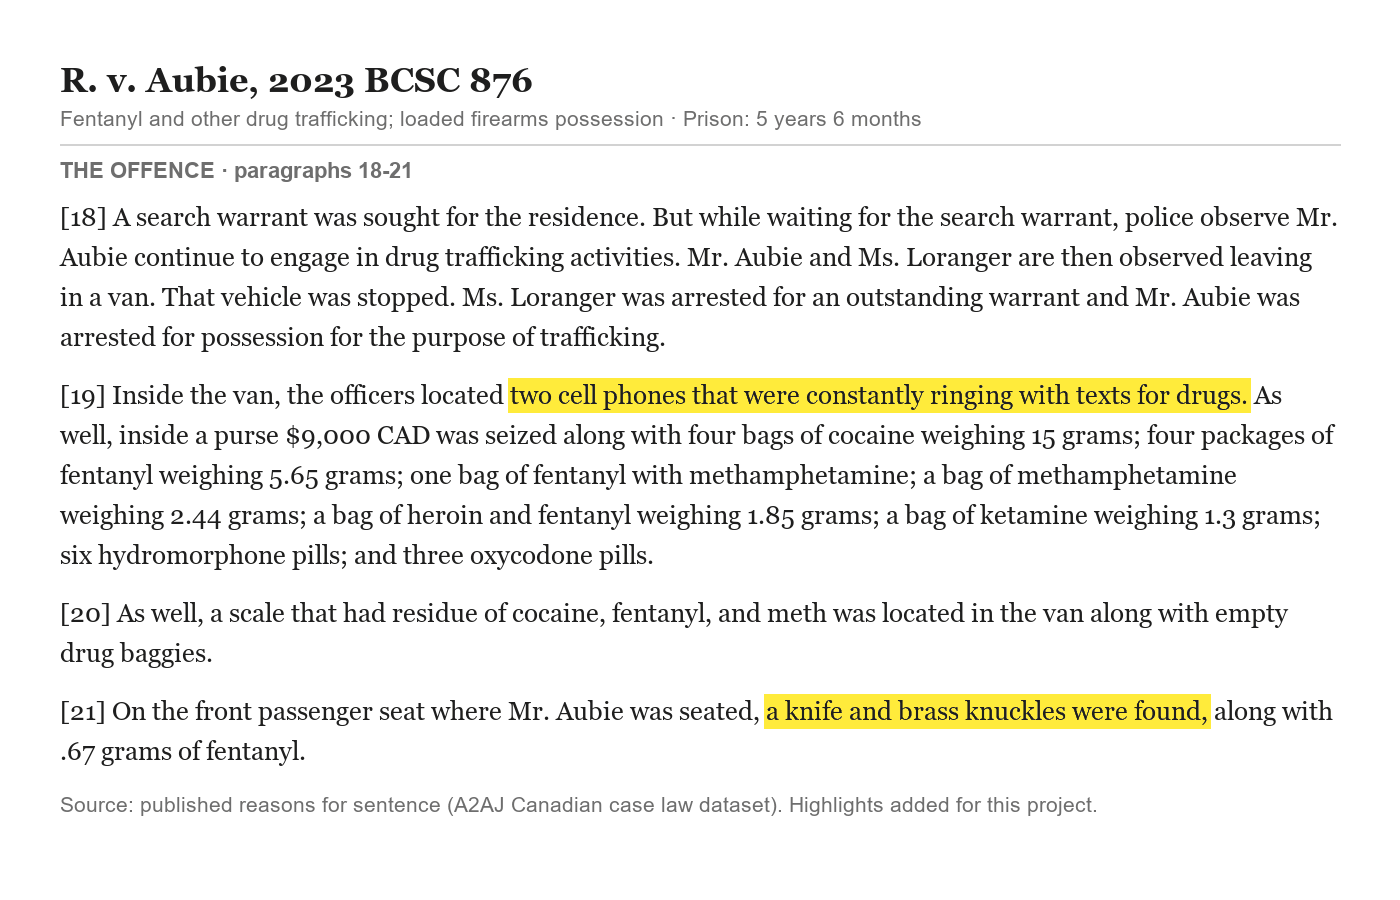 R. v. Aubie, 2023 BCSC 876
Fentanyl and other drug trafficking; loaded firearms possession · Prison: 5 years 6 months
THE OFFENCE · paragraphs 18-21
[18] A search warrant was sought for the residence. But while waiting for the search warrant, police observe Mr.
Aubie continue to engage in drug trafficking activities. Mr. Aubie and Ms. Loranger are then observed leaving
in a van. That vehicle was stopped. Ms. Loranger was arrested for an outstanding warrant and Mr. Aubie was
arrested for possession for the purpose of trafficking.
[19] Inside the van, the officers located two cell phones that were constantly ringing with texts for drugs. As
well, inside a purse $9,000 CAD was seized along with four bags of cocaine weighing 15 grams; four packages of
fentanyl weighing 5.65 grams; one bag of fentanyl with methamphetamine; a bag of methamphetamine
weighing 2.44 grams; a bag of heroin and fentanyl weighing 1.85 grams; a bag of ketamine weighing 1.3 grams;
six hydromorphone pills; and three oxycodone pills.
[20] As well, a scale that had residue of cocaine, fentanyl, and meth was located in the van along with empty
drug baggies.
[21] On the front passenger seat where Mr. Aubie was seated, a knife and brass knuckles were found, along with
.67 grams of fentanyl.
Source: published reasons for sentence (A2AJ Canadian case law dataset). Highlights added for this project.